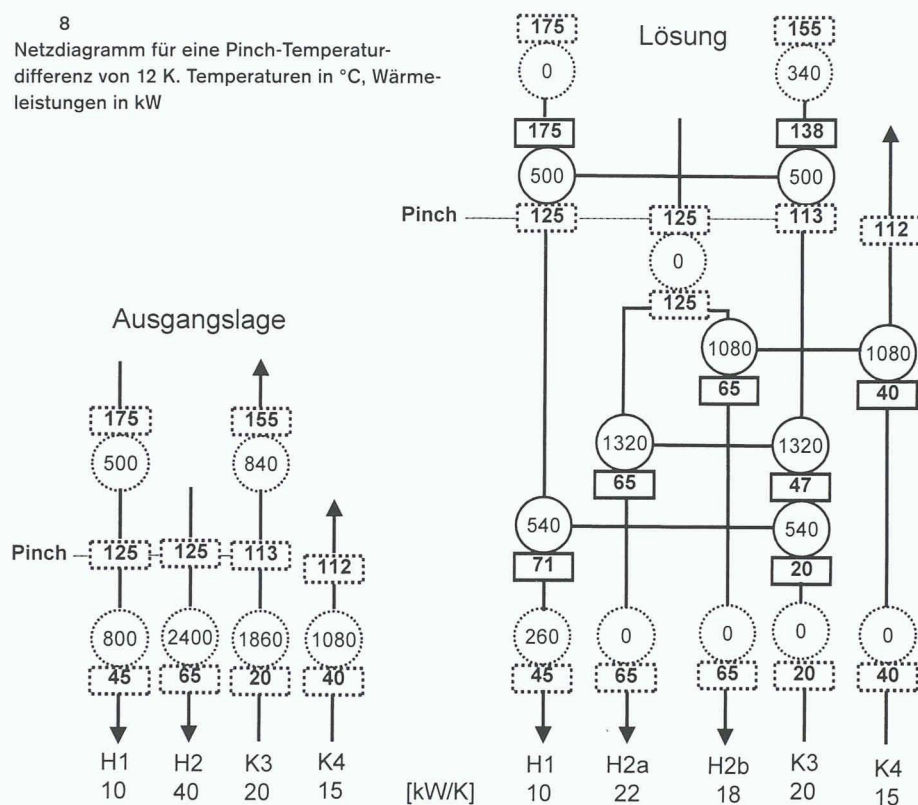 8
Netzdiagramm für eine Pinch-Temperatur-
differenz von 12 K. Temperaturen in °C, Wärme-
leistungen in kW
Ausgangslage
175 155
500 840
Pinch 125 125 113 112
800 2400 1860 1080
45 65 20 40
H1 H2 K3 K4
10 40 20 15
Lösung
175 155
0 340
175 138
500 500
Pinch 125 125 113 112
0
125
1080 1080
65 40
1320 1320
65 47
540 540
71 20
260 0 0 0 0
45 65 65 20 40
H1 H2a H2b K3 K4
[kW/K] 10 22 18 20 15